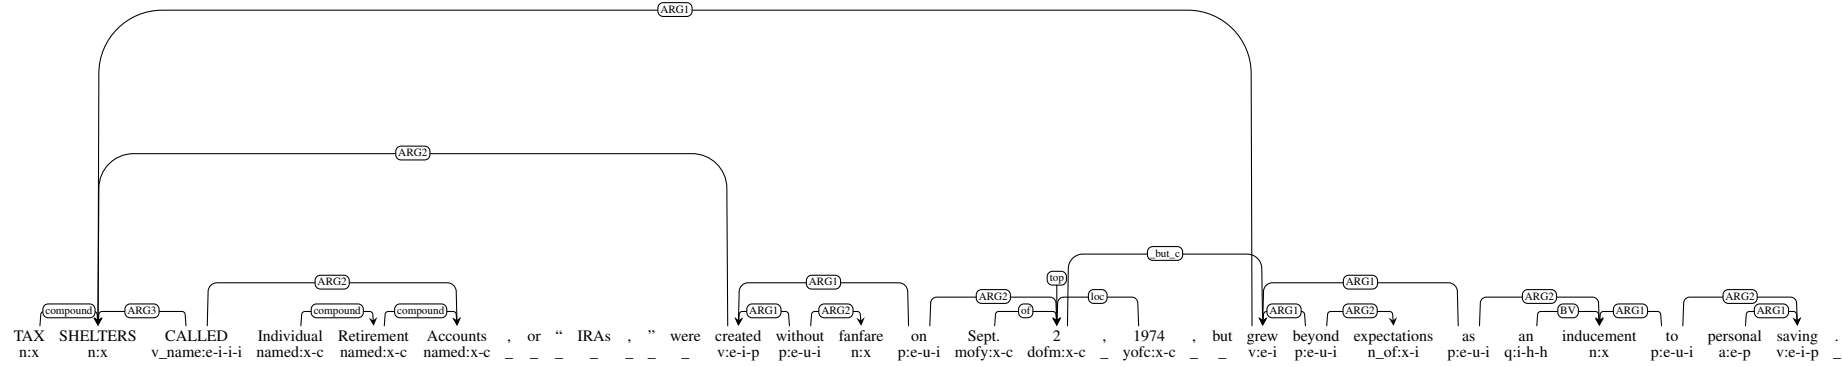 ARG1
ARG2
_but_c
top
ARG2 ARG1 ARG1
ARG2 loc ARG2 ARG2
compound ARG3 compound compound ARG1 ARG2 of ARG1 ARG2 BV ARG1 ARG1
TAX SHELTERS CALLED Individual Retirement Accounts , or “ IRAs , ” were created without fanfare on Sept. 2 , 1974 , but grew beyond expectations as an inducement to personal saving .
n:x n:x v_name:e-i-i-i named:x-c named:x-c named:x-c _ _ _ _ _ _ _ v:e-i-p p:e-u-i n:x p:e-u-i mofy:x-c dofm:x-c _ yofc:x-c _ _ v:e-i p:e-u-i n_of:x-i p:e-u-i q:i-h-h n:x p:e-u-i a:e-p v:e-i-p _